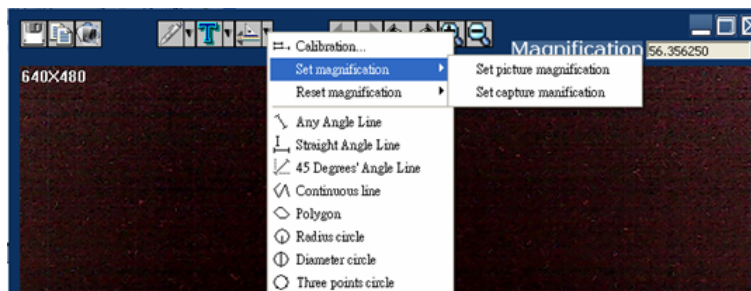 Magnification 56.356250
640X480
Calibration...
Set magnification
Set picture magnification
Reset magnification
Set capture manification
Any Angle Line
Straight Angle Line
45 Degrees' Angle Line
Continuous line
Polygon
Radius circle
Diameter circle
Three points circle